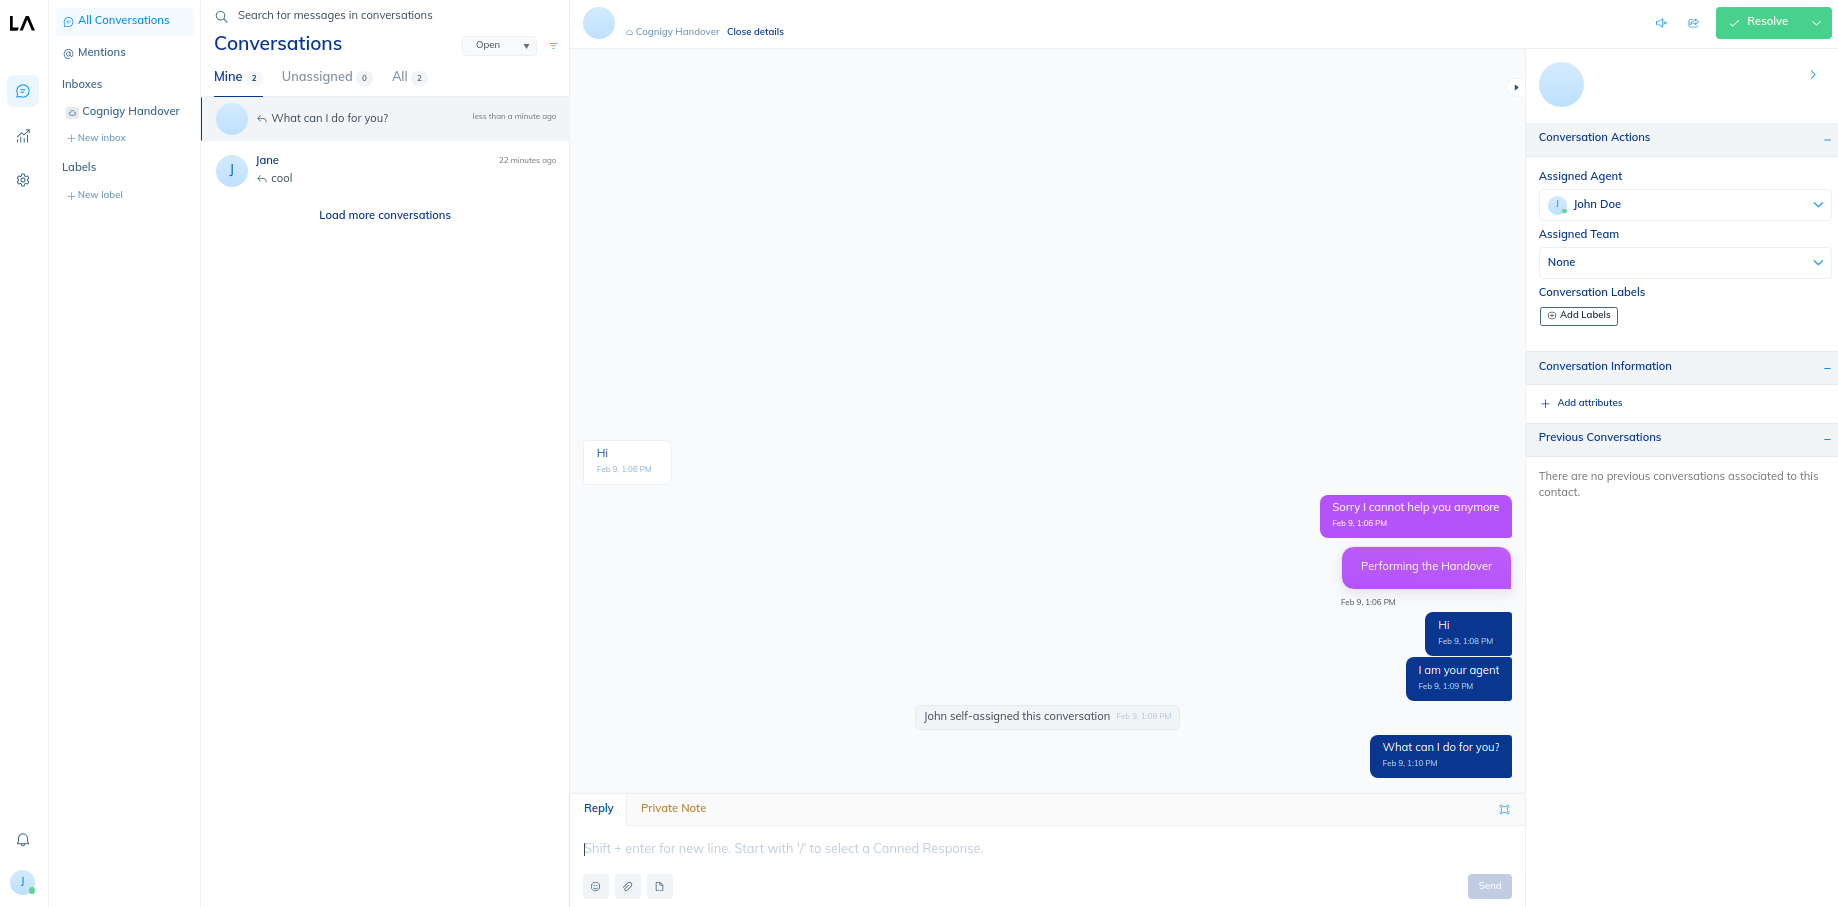 LA
All Conversations
Mentions
Inboxes
Cognigy Handover
New inbox
Labels
New label
J
Search for messages in conversations
Conversations
Open
Mine 2
Unassigned 0
All 2
What can I do for you?
less than a minute ago
J
Jane
22 minutes ago
cool
Load more conversations
Cognigy Handover Close details
Resolve
Hi
Feb 9, 1:06 PM
Sorry I cannot help you anymore
Feb 9, 1:06 PM
Performing the Handover
Feb 9, 1:06 PM
Hi
Feb 9, 1:08 PM
I am your agent
Feb 9, 1:09 PM
John self-assigned this conversation Feb 9, 1:09 PM
What can I do for you?
Feb 9, 1:10 PM
Reply
Private Note
Shift + enter for new line. Start with '/' to select a Canned Response.
Send
Conversation Actions
Assigned Agent
J
John Doe
Assigned Team
None
Conversation Labels
Add Labels
Conversation Information
Add attributes
Previous Conversations
There are no previous conversations associated to this
contact.